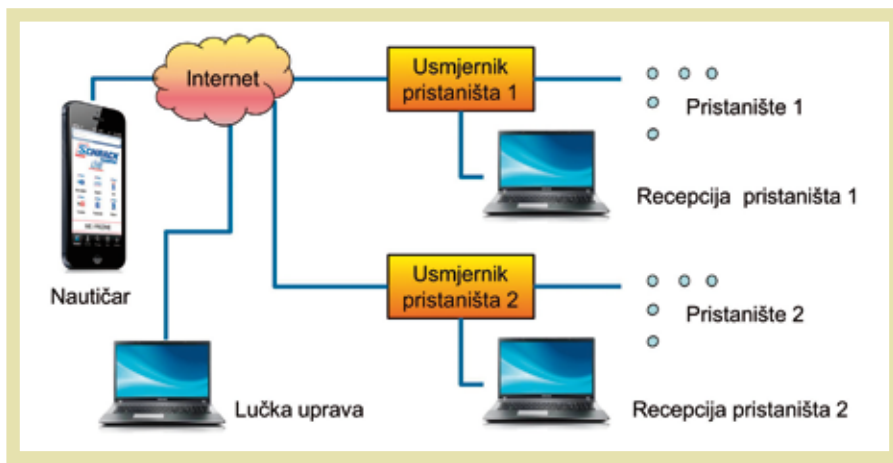 Internet
Usmjernik
pristaništa 1
Pristanište 1
SCHRACK
Recepcija pristaništa 1
Nautičar
Usmjernik
pristaništa 2
Pristanište 2
Lučka uprava
Recepcija pristaništa 2